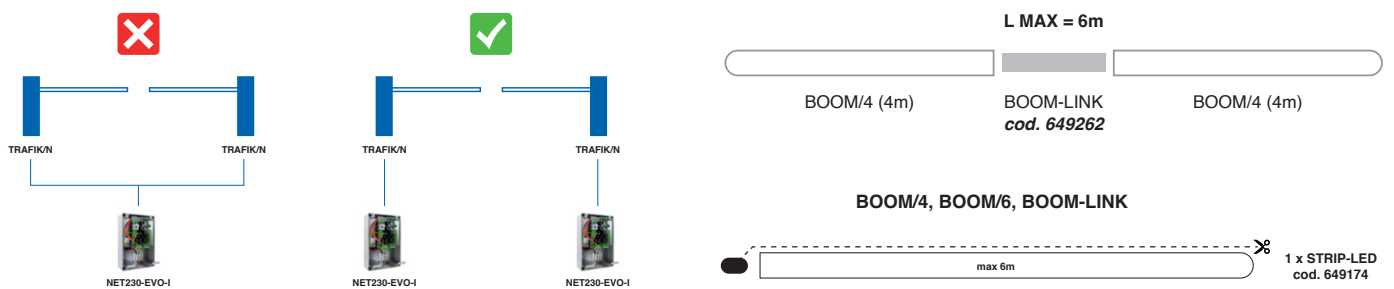 TRAFIK/N
TRAFIK/N
NET230-EVO-I
TRAFIK/N
TRAFIK/N
NET230-EVO-I
NET230-EVO-I
L MAX = 6m
BOOM/4 (4m)
BOOM-LINK
cod. 649262
BOOM/4 (4m)
BOOM/4, BOOM/6, BOOM-LINK
max 6m
1 x STRIP-LED
cod. 649174